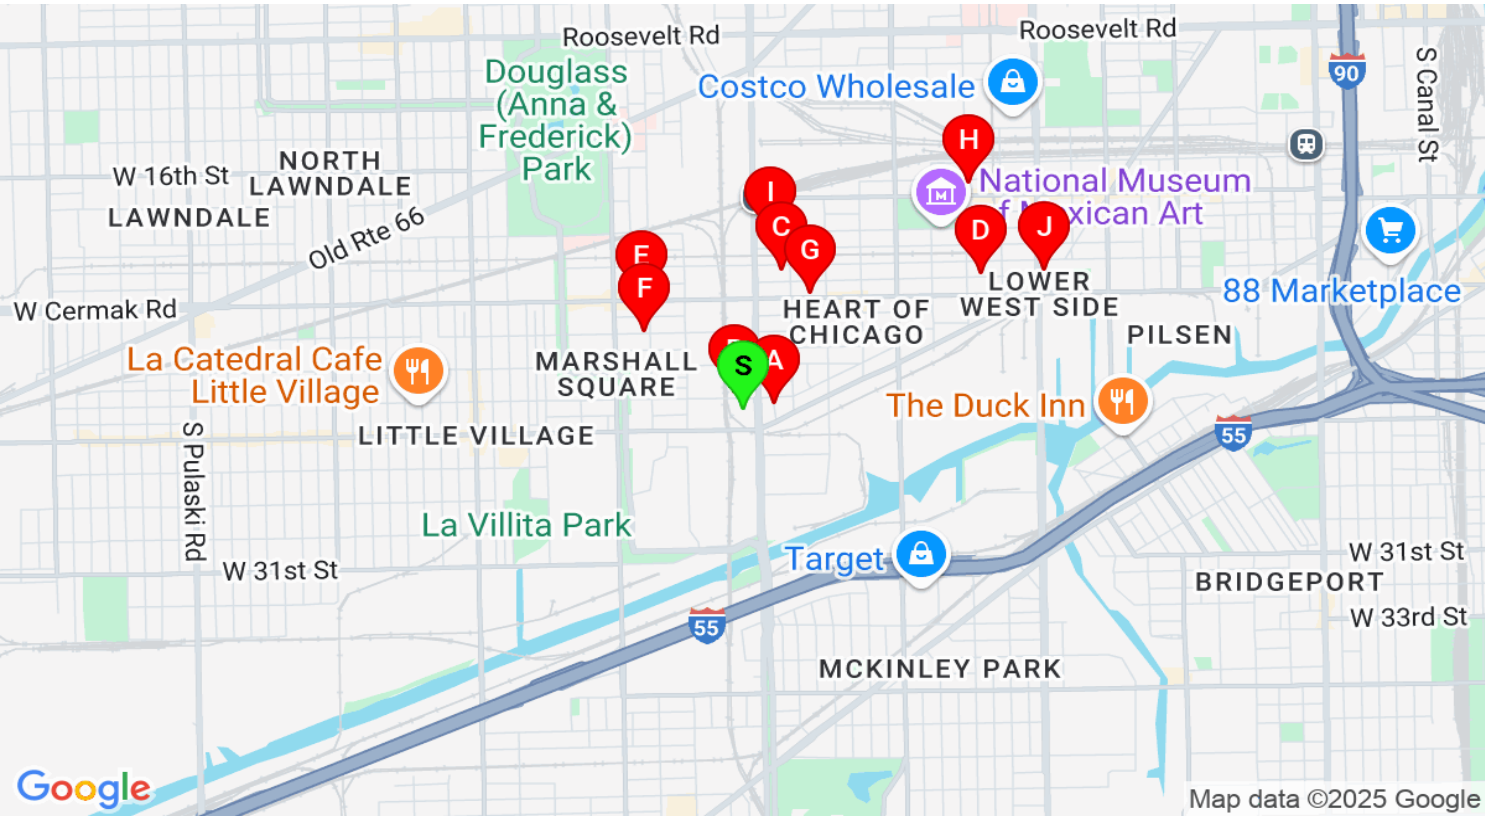 Roosevelt Rd
Roosevelt Rd
90
S Canal St
Douglass
(Anna &
Frederick)
Park
Costco Wholesale
H
NORTH
LAWNDALE
W 16th St
LAWNDALE
Old Rte 66
I
C
G
National Museum
of Mexican Art
D
J
E
F
W Cermak Rd
HEART OF
CHICAGO
LOWER
WEST SIDE
88 Marketplace
PILSEN
La Catedral Cafe
Little Village
MARSHALL
SQUARE
S
A
The Duck Inn
55
LITTLE VILLAGE
S Pulaski Rd
La Villita Park
Target
W 31st St
W 31st St
BRIDGEPORT
W 33rd St
55
MCKINLEY PARK
Google
Map data ©2025 Google